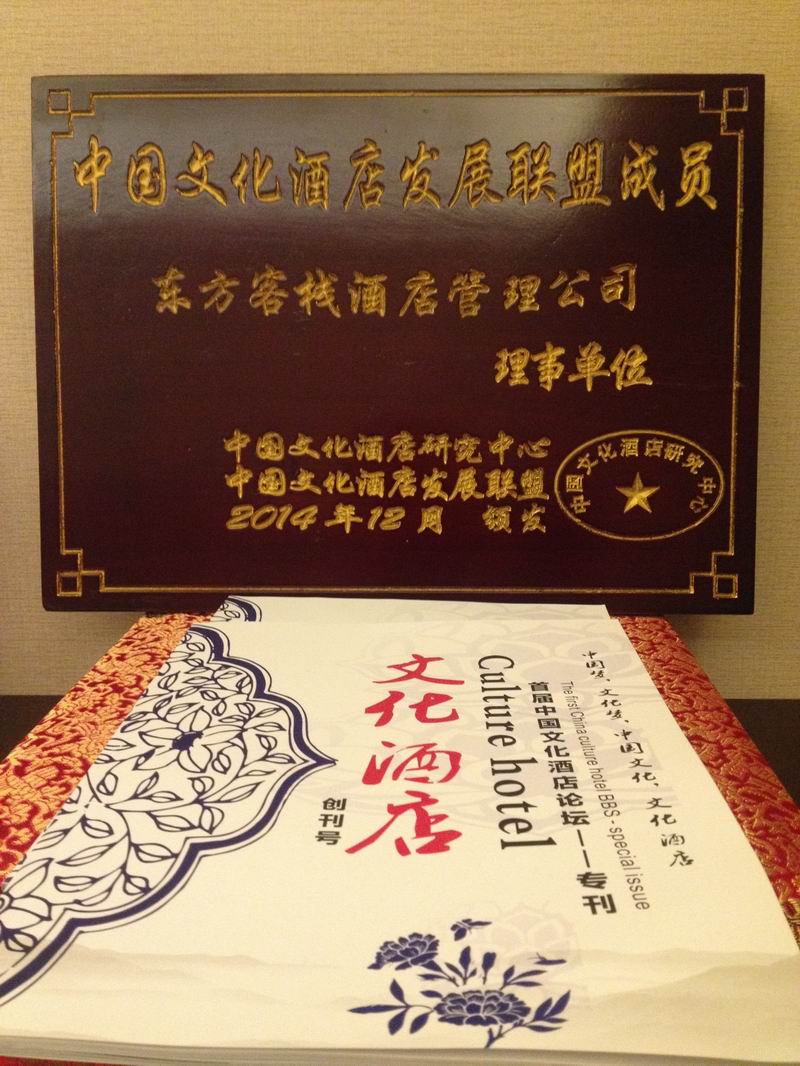 中国文化酒店发展联盟成员
东方客栈酒店管理公司
理事单位
中国文化酒店研究中心
中国文化酒店发展联盟
2014年12月 颁发
中国文化酒店研究中心
中国梦、文化梦、中国文化、文化酒店
The first China culture hotel BBS - special issue
首届中国文化酒店论坛——专刊
Culture hotel
文化酒店
创刊号